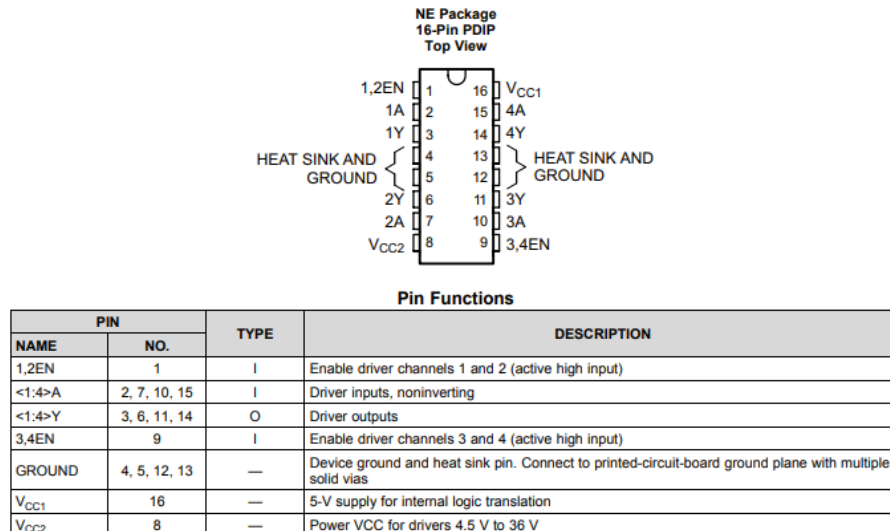 NE Package
16-Pin PDIP
Top View
1,2EN 1 16 VCC1
1A 2 15 4A
1Y 3 14 4Y
HEAT SINK AND GROUND 4 13 HEAT SINK AND GROUND
5 12
2Y 6 11 3Y
2A 7 10 3A
VCC2 8 9 3,4EN
Pin Functions
PIN TYPE DESCRIPTION
NAME NO.
1,2EN 1 I Enable driver channels 1 and 2 (active high input)
<1:4>A 2, 7, 10, 15 I Driver inputs, noninverting
<1:4>Y 3, 6, 11, 14 O Driver outputs
3,4EN 9 I Enable driver channels 3 and 4 (active high input)
GROUND 4, 5, 12, 13 — Device ground and heat sink pin. Connect to printed-circuit-board ground plane with multiple
solid vias
VCC1 16 — 5-V supply for internal logic translation
VCC2 8 — Power VCC for drivers 4.5 V to 36 V